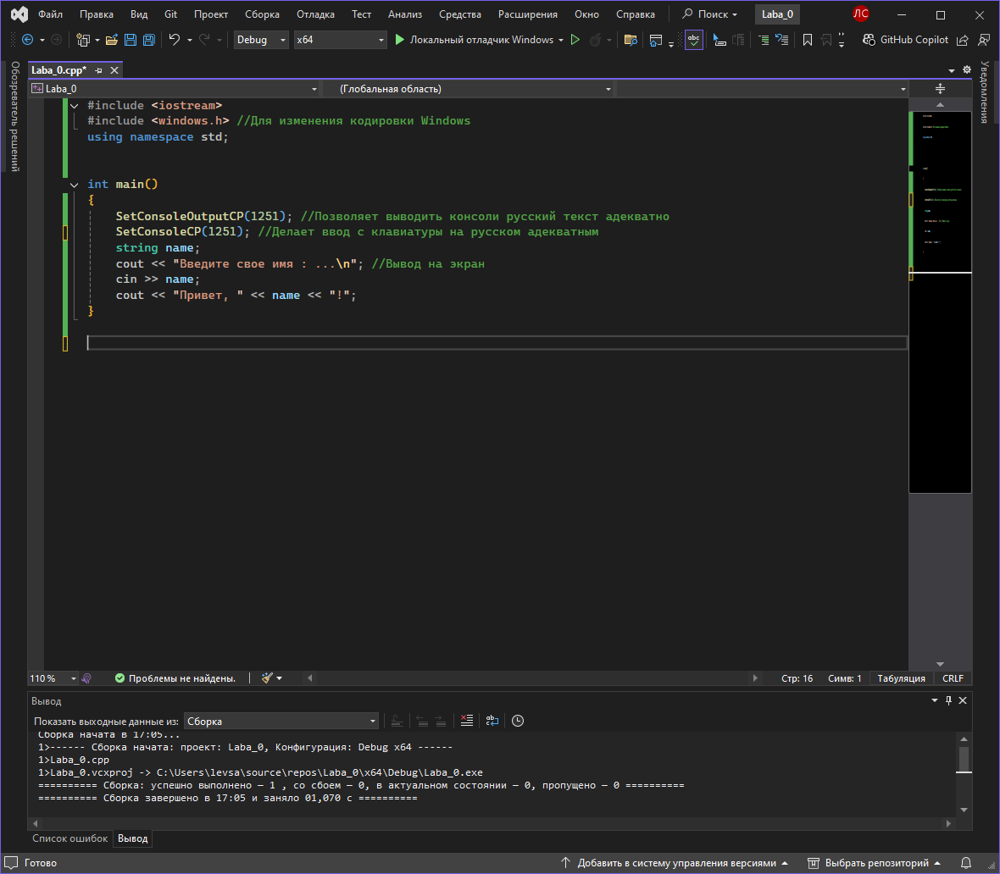 Файл Правка Вид Git Проект Сборка Отладка Тест Анализ Средства Расширения Окно Справка Поиск Laba_0 ЛС
Debug x64 Локальный отладчик Windows abc GitHub Copilot
Обозреватель решений
Уведомления
Laba_0.cpp*
Laba_0 (Глобальная область)
#include <iostream>
#include <windows.h> //Для изменения кодировки Windows
using namespace std;
int main()
{
SetConsoleOutputCP(1251); //Позволяет выводить консоли русский текст адекватно
SetConsoleCP(1251); //Делает ввод с клавиатуры на русском адекватным
string name;
cout << "Введите свое имя : ...\n"; //Вывод на экран
cin >> name;
cout << "Привет, " << name << "!";
}
110 % Проблемы не найдены. Стр: 16 Симв: 1 Табуляция CRLF
Вывод
Показать выходные данные из: Сборка
Сборка начата в 17:05...
1>------ Сборка начата: проект: Laba_0, Конфигурация: Debug x64 ------
1>Laba_0.cpp
1>Laba_0.vcxproj -> C:\Users\levsa\source\repos\Laba_0\x64\Debug\Laba_0.exe
========== Сборка: успешно выполнено — 1 , со сбоем — 0, в актуальном состоянии — 0, пропущено — 0 ==========
========== Сборка завершено в 17:05 и заняло 01,070 с ==========
Список ошибок Вывод
Готово Добавить в систему управления версиями Выбрать репозиторий